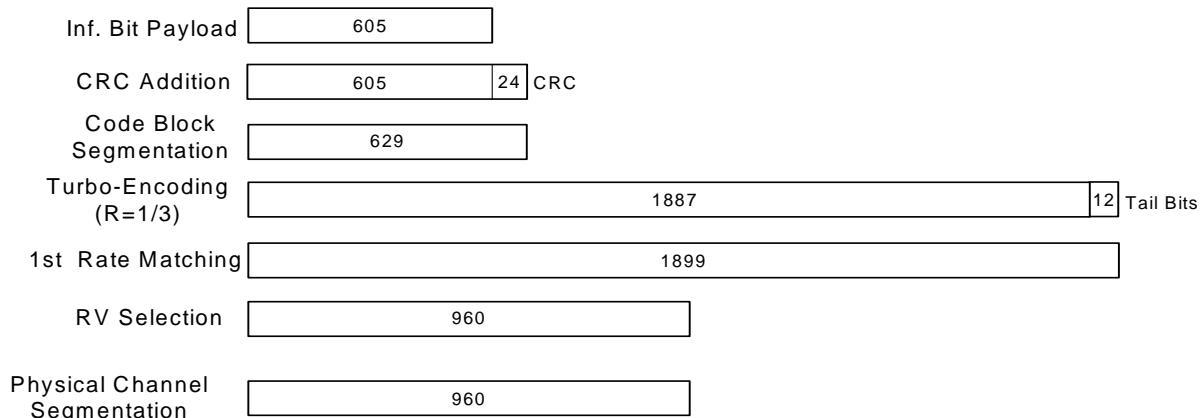 Inf. Bit Payload 605
CRC Addition 605 24 CRC
Code Block
Segmentation 629
Turbo-Encoding
(R=1/3) 1887 12 Tail Bits
1st Rate Matching 1899
RV Selection 960
Physical Channel
Segmentation 960